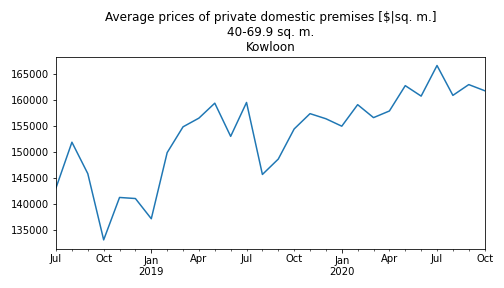 Average prices of private domestic premises [$|sq. m.]
40-69.9 sq. m.
Kowloon
165000
160000
155000
150000
145000
140000
135000
Jul Oct Jan Apr Jul Oct Jan Apr Jul Oct
2019 2020